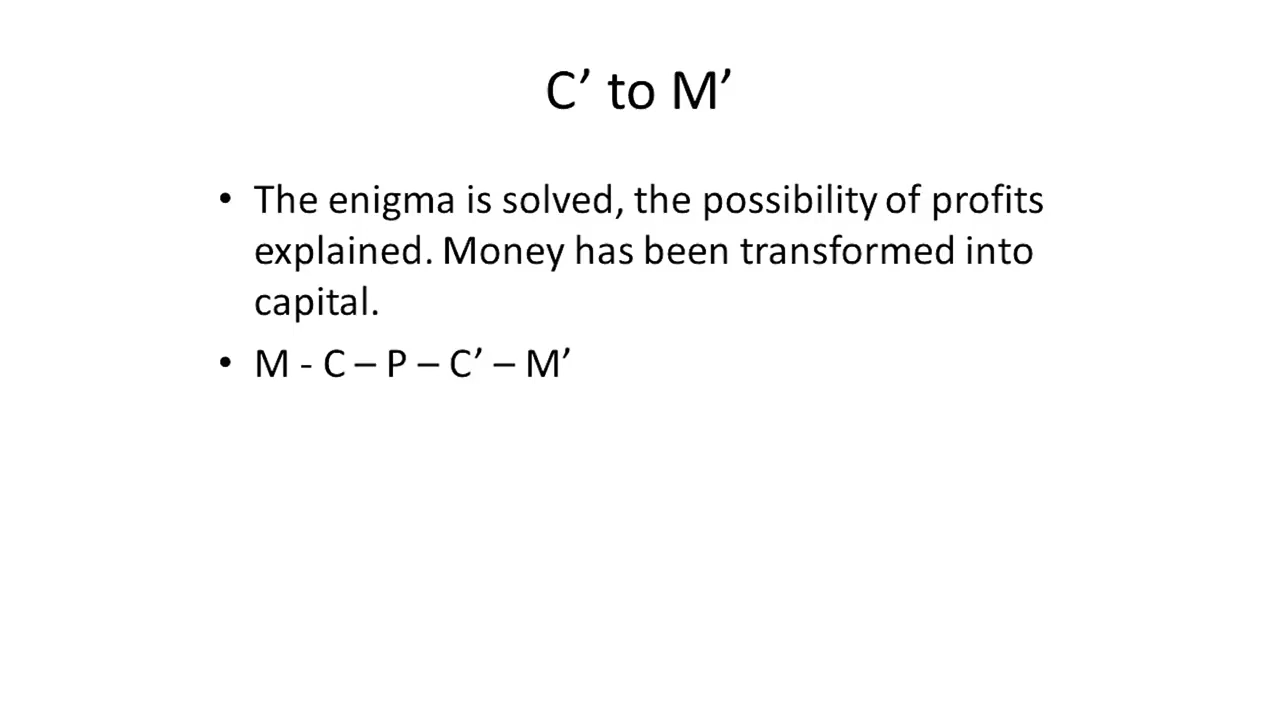 C’ to M’
• The enigma is solved, the possibility of profits
explained. Money has been transformed into
capital.
• M - C – P – C’ – M’